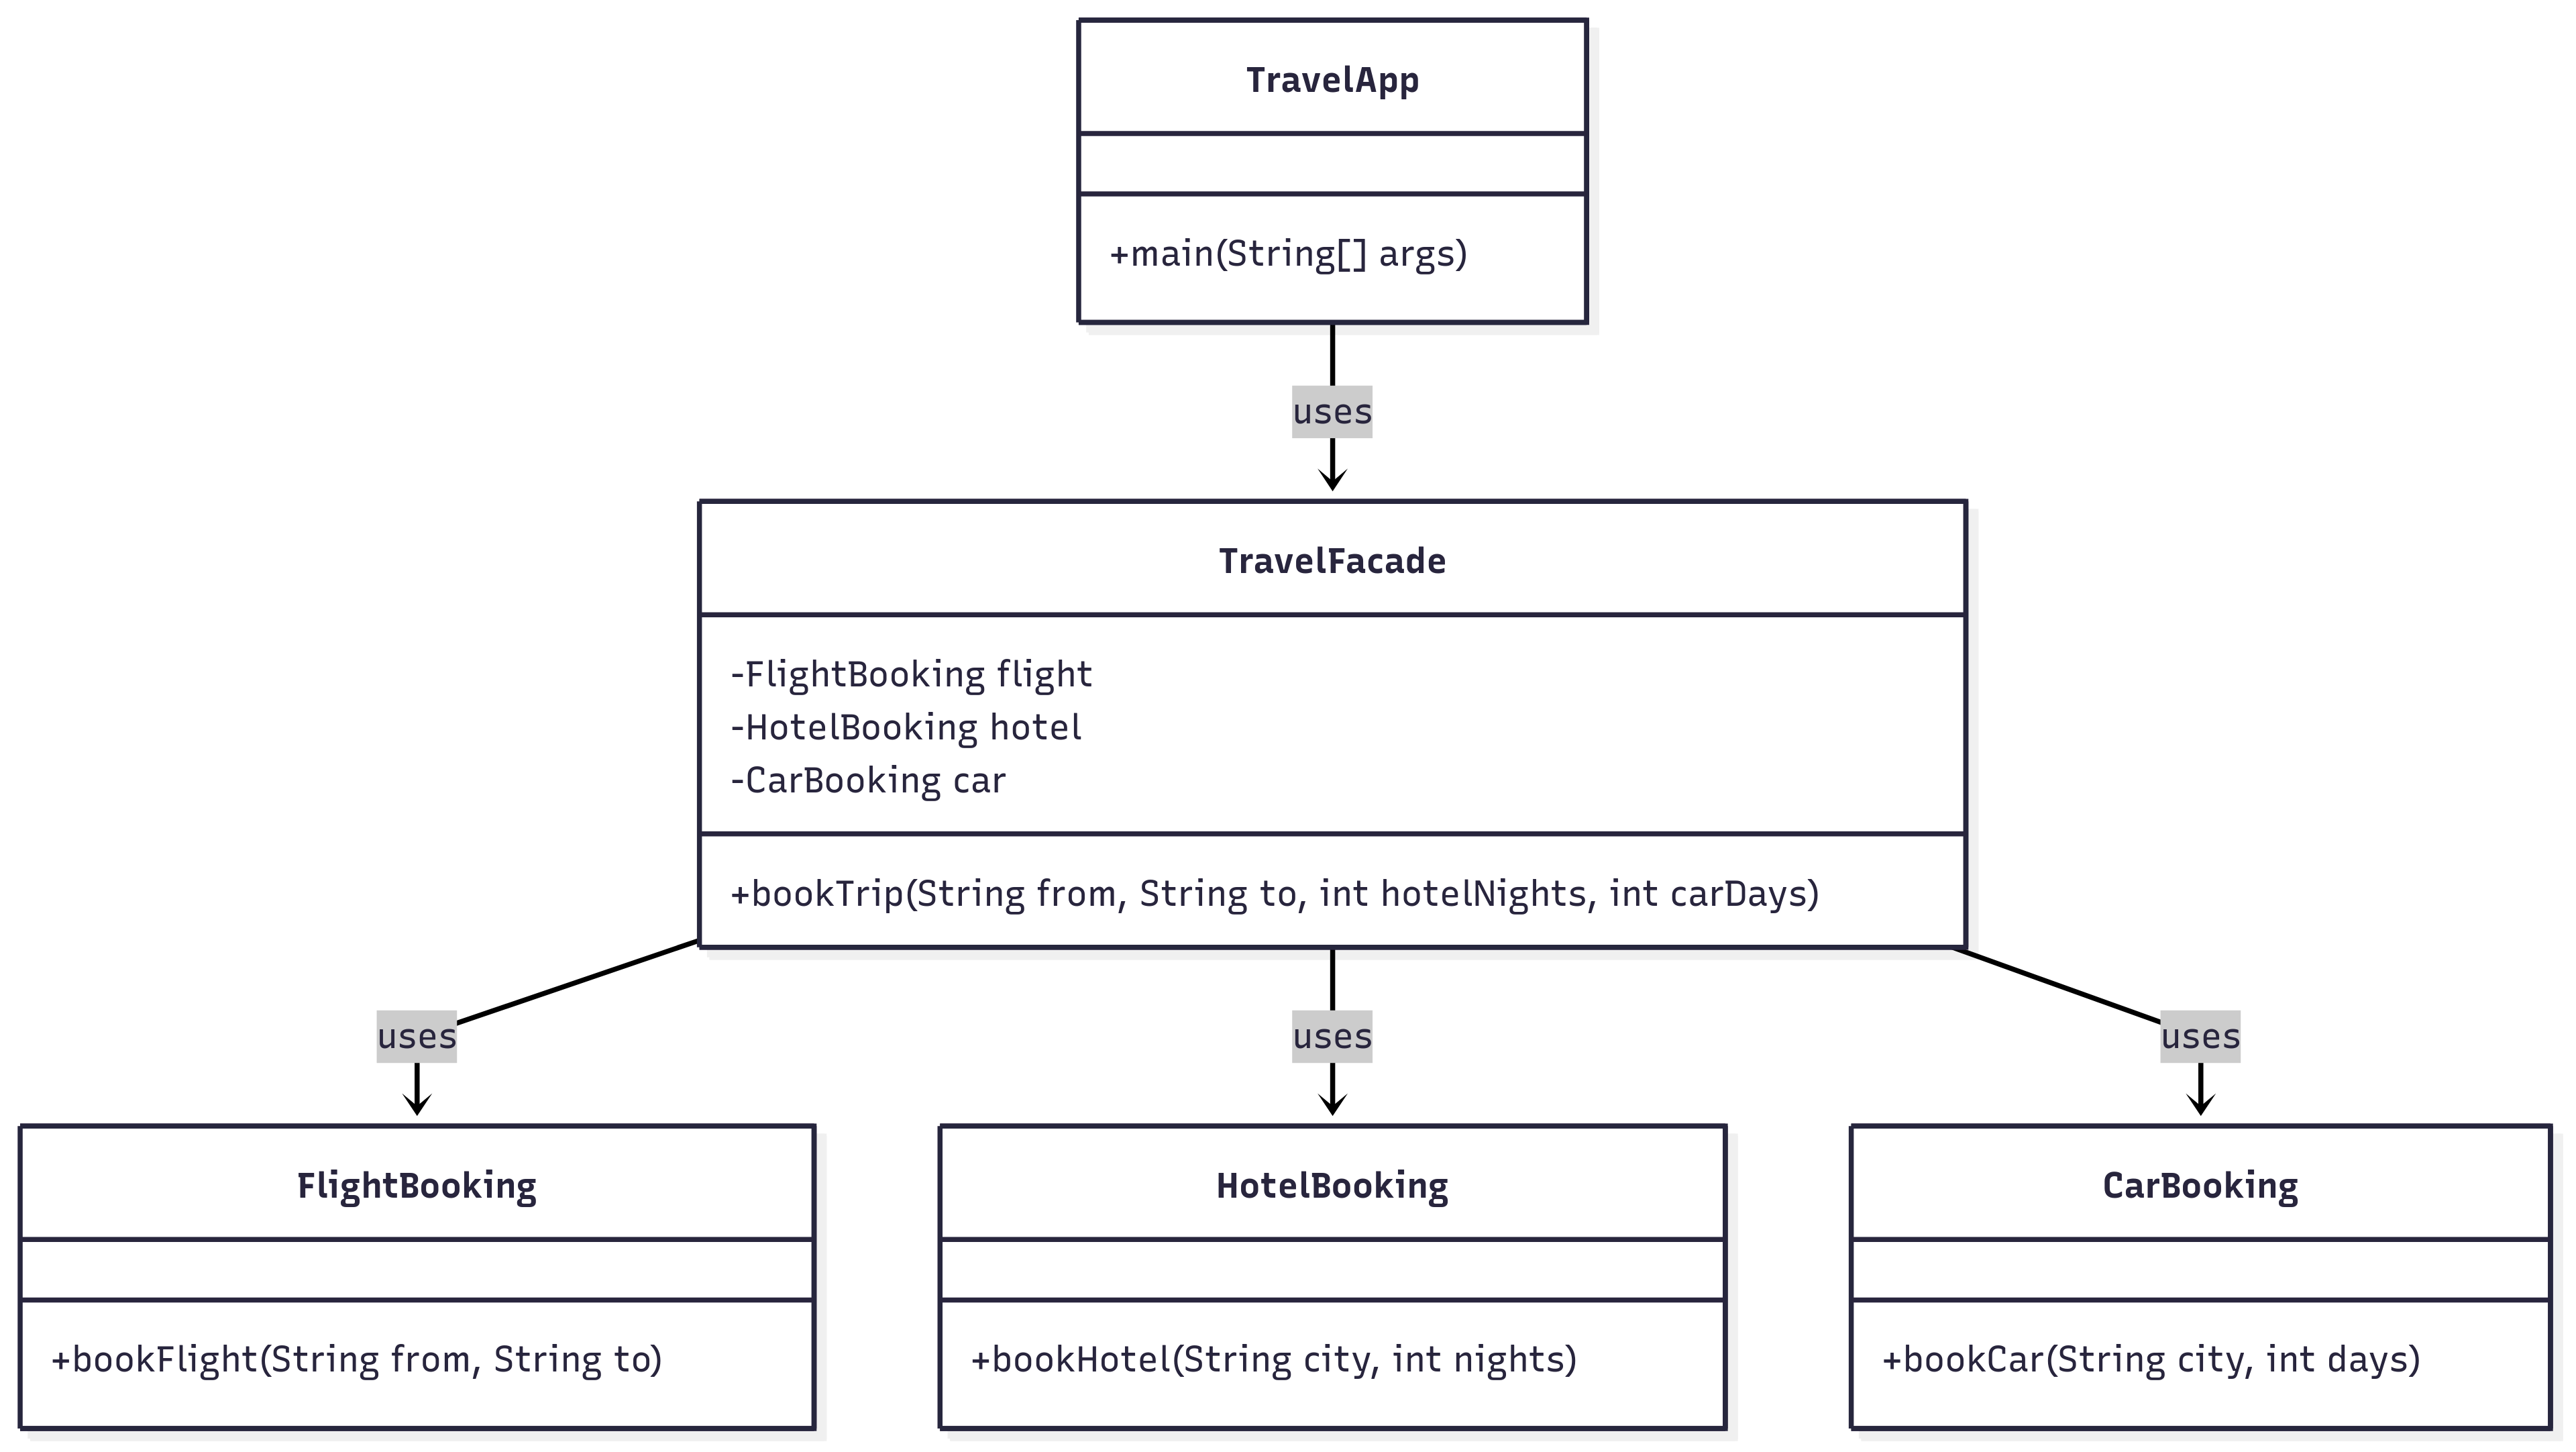 TravelApp
+main(String[] args)
uses
TravelFacade
-FlightBooking flight
-HotelBooking hotel
-CarBooking car
+bookTrip(String from, String to, int hotelNights, int carDays)
uses
uses
uses
FlightBooking
+bookFlight(String from, String to)
HotelBooking
+bookHotel(String city, int nights)
CarBooking
+bookCar(String city, int days)